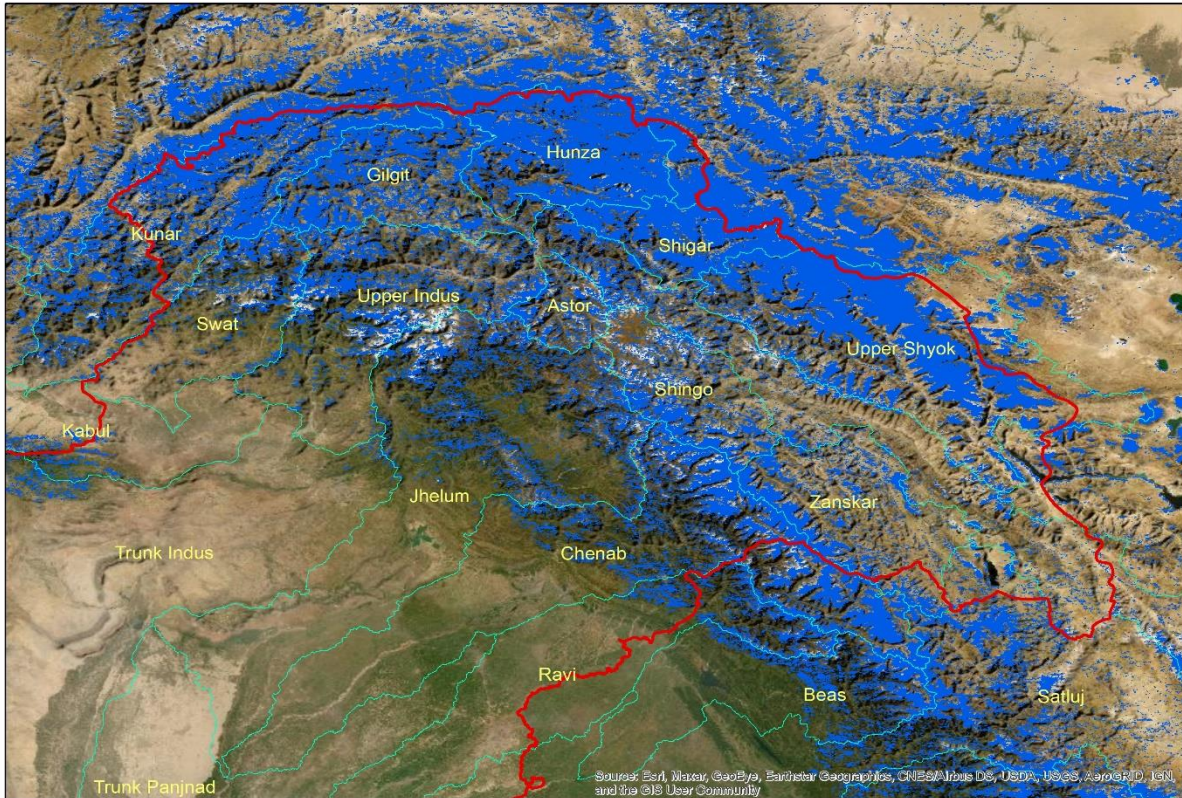 Hunza
Gilgit
Kunar
Shigar
Upper Indus
Astor
Swat
Upper Shyok
Shingo
Kabul
Jhelum
Zanskar
Trunk Indus
Chenab
Ravi
Beas
Satluj
Trunk Panjnad
Source: Esri, Maxar, GeoEye, Earthstar Geographics, CNES/Airbus DS, USDA, USGS, AeroGRID, IGN,
and the GIS User Community